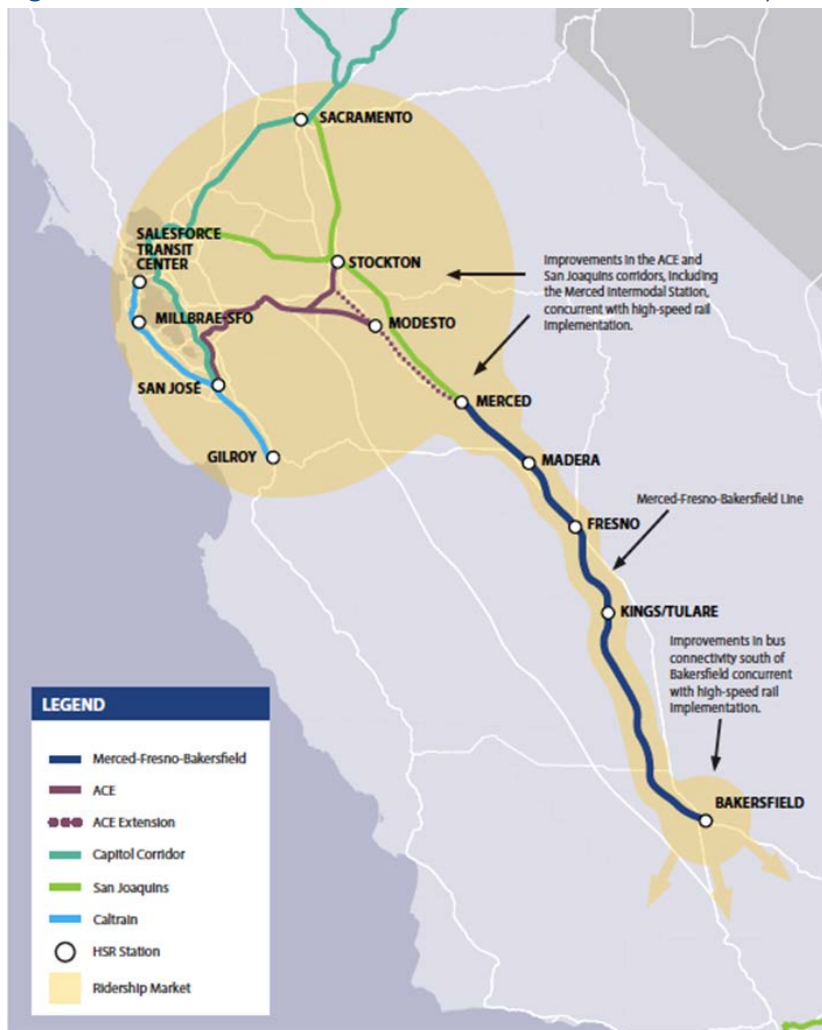 SACRAMENTO
SALESFORCE
TRANSIT
CENTER
STOCKTON
Improvements in the ACE and
San Joaquins corridors, including
the Merced Intermodal Station,
concurrent with high-speed rail
implementation.
MILLBRAE-SFO
MODESTO
SAN JOSÉ
MERCED
GILROY
MADERA
Merced-Fresno-Bakersfield Line
FRESNO
KINGS/TULARE
Improvements in bus
connectivity south of
Bakersfield concurrent
with high-speed rail
implementation.
BAKERSFIELD
LEGEND
Merced-Fresno-Bakersfield
ACE
ACE Extension
Capitol Corridor
San Joaquins
Caltrain
HSR Station
Ridership Market